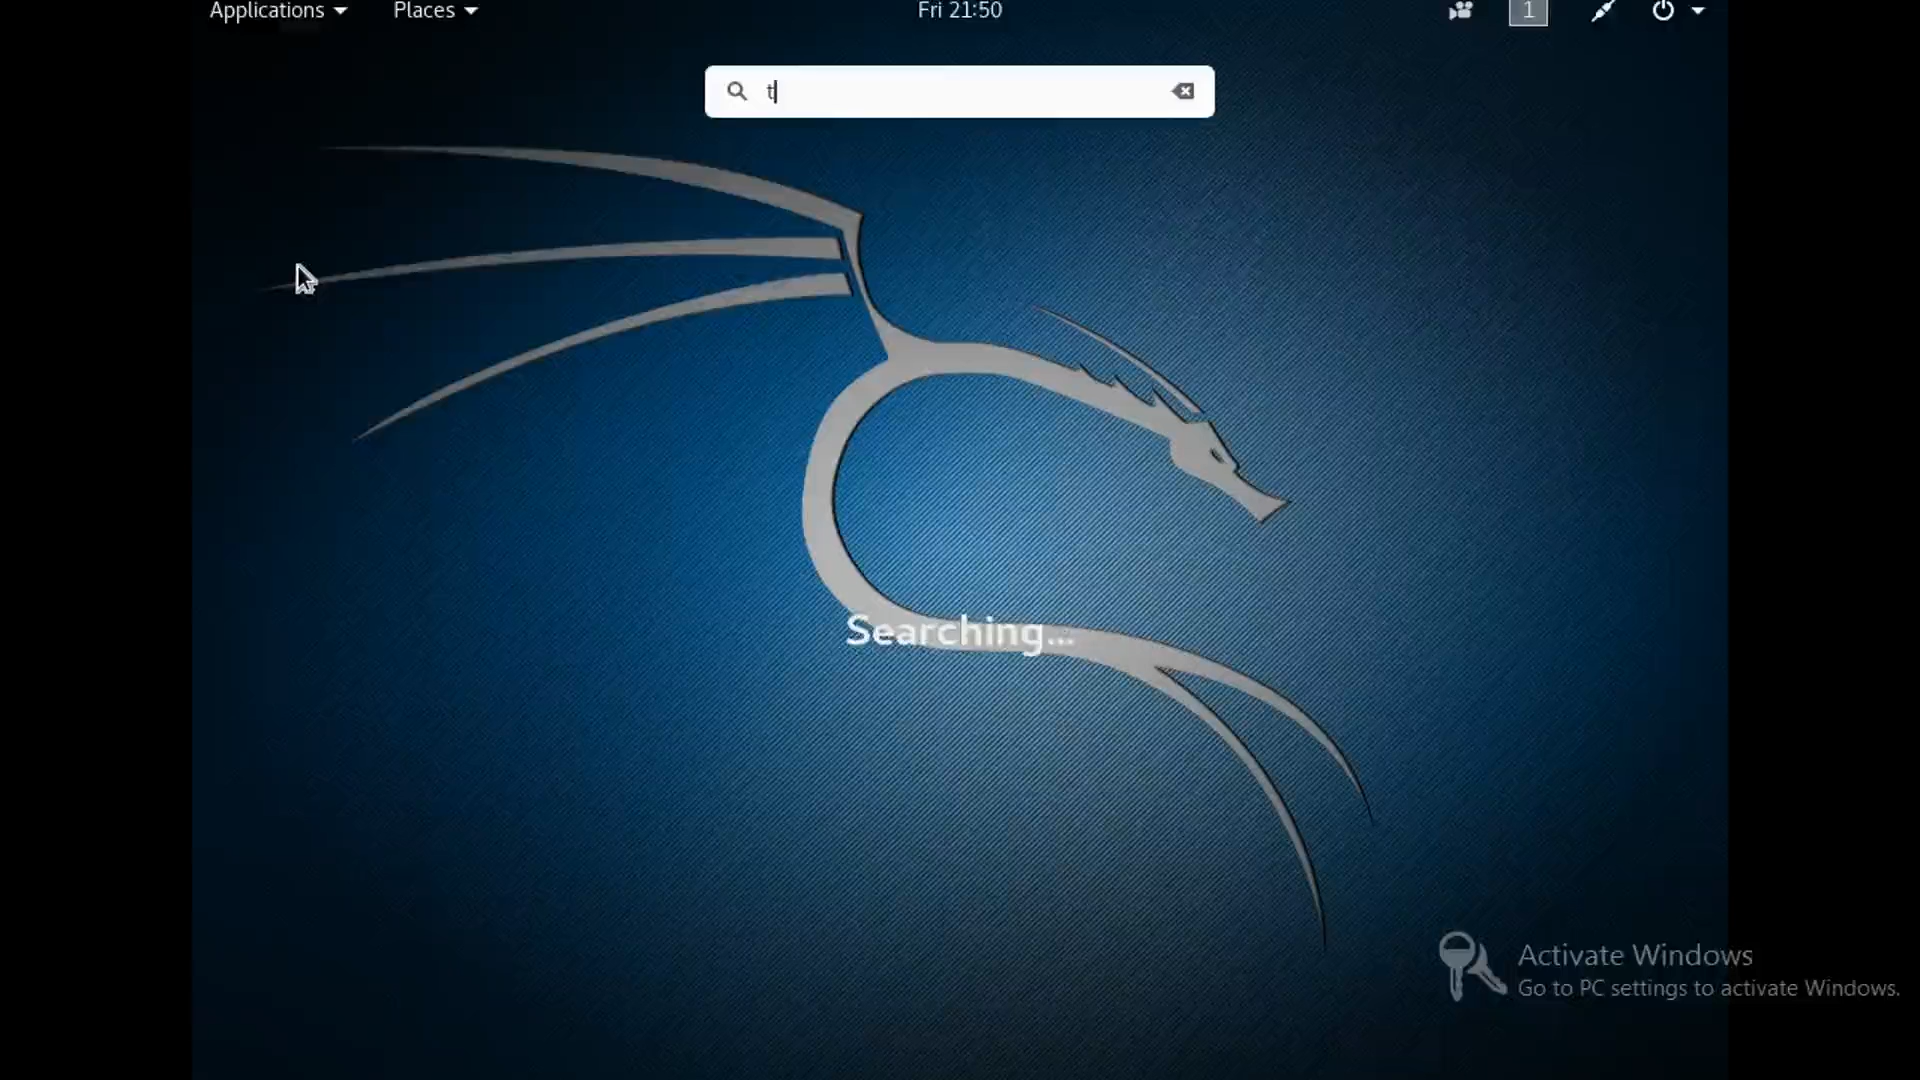 Applications
Places
Fri 21:50
1
t
Searching...
Activate Windows
Go to PC settings to activate Windows.